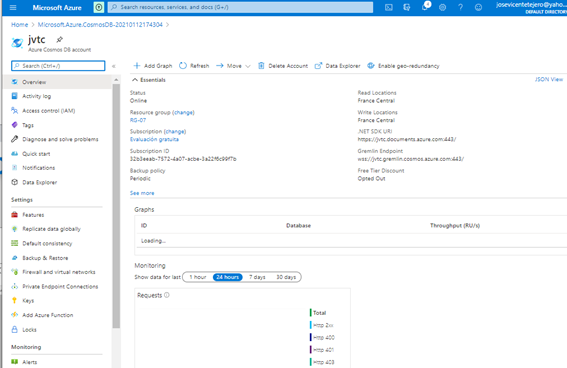 Microsoft Azure
Search resources, services, and docs (G+/)
josevicentetejero@yaho...
DEFAULT DIRECTORY
Home > Microsoft.Azure.CosmosDB-20210112174304 >
jvtc
Azure Cosmos DB account
Search (Ctrl+/)
Add Graph Refresh Move Delete Account Data Explorer Enable geo-redundancy
Overview
Activity log
Access control (IAM)
Tags
Diagnose and solve problems
Quick start
Notifications
Data Explorer
Settings
Features
Replicate data globally
Default consistency
Backup & Restore
Firewall and virtual networks
Private Endpoint Connections
Keys
Add Azure Function
Locks
Monitoring
Alerts
Essentials
JSON View
Status
Online
Resource group (change)
RG-07
Subscription (change)
Evaluación gratuita
Subscription ID
32b3eeab-7572-4a07-acbe-3a22f6c99f7b
Backup policy
Periodic
Read Locations
France Central
Write Locations
France Central
.NET SDK URI
https://jvtc.documents.azure.com:443/
Gremlin Endpoint
wss://jvtc.gremlin.cosmos.azure.com:443/
Free Tier Discount
Opted Out
See more
Graphs
ID Database Throughput (RU/s)
Loading...
Monitoring
Show data for last 1 hour 24 hours 7 days 30 days
Requests
Total
Http 2xx
Http 400
Http 401
Http 403